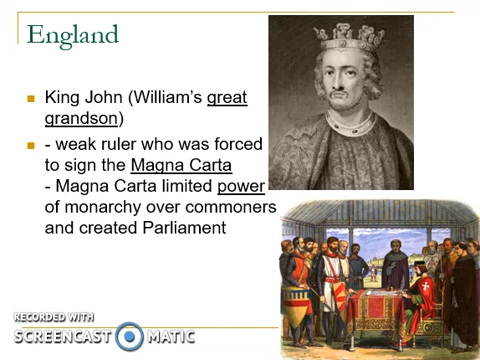 England
King John (William's great
grandson)
- weak ruler who was forced
to sign the Magna Carta
- Magna Carta limited power
of monarchy over commoners
and created Parliament
RECORDED WITH
SCREENCAST MATIC